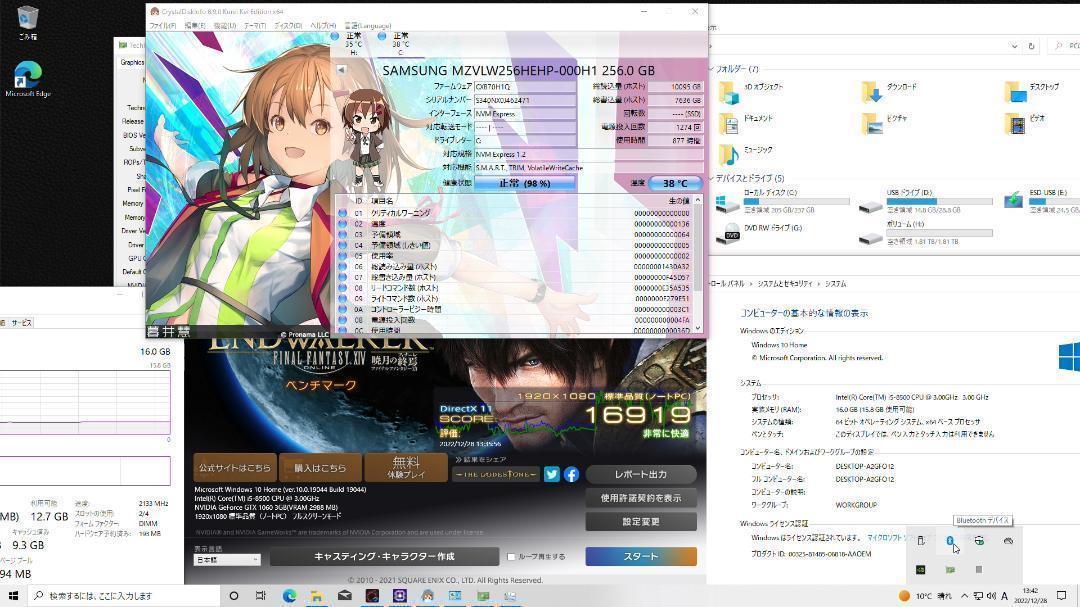 ごみ箱
Microsoft Edge
CrystalDiskInfo 8.9.0 Kurei Kei Edition x64
ファイル(F) 編集(E) 機能(U) テーマ(T) ディスク(D) ヘルプ(H) 言語(Language)
正常 35 °C H:
正常 38 °C C:
SAMSUNG MZVLW256HEHP-000H1 256.0 GB
ファームウェア CXB70H1Q 総読込量 (ホスト) 10095 GB
シリアルナンバー S340NX0J462471 総書込量 (ホスト) 7636 GB
インターフェース NVM Express 回転数 ---- (SSD)
対応転送モード ---- | ---- 電源投入回数 1274 回
ドライブレター C: 使用時間 877 時間
対応規格 NVM Express 1.2
対応機能 S.M.A.R.T., TRIM, VolatileWriteCache
健康状態 正常 (98 %) 温度 38 °C
ID 項目名 生の値
01 クリティカルワーニング 00000000000000
02 温度 00000000000136
03 予備領域 00000000000064
04 予備領域 (しきい値) 00000000000005
05 使用率 00000000000002
06 総読み込み量 (ホスト) 00000001430A32
07 総書き込み量 (ホスト) 00000000F45D57
08 リードコマンド数 (ホスト) 0000000E35A535
09 ライトコマンド数 (ホスト) 0000000E279E51
0A コントローラービジー時間 000000000003C1
0B 電源投入回数 000000000004FA
0C 使用時間 0000000000036D
暮井慧
© Pronama LLC
Graphics
BIOS Ve
Subve
ROPs/T
Sha
Pixel F
Memory
Memory
Driver Ver
Driver
GPU C
Default C
サービス
16.0 GB
15.8 GB
0
利用可能
12.7 GB
キャッシュ済み
9.3 GB
ページ プール
94 MB
速度: 2133 MHz
スロットの使用: 2/4
フォーム ファクター: DIMM
ハードウェア予約済み: 193 MB
ENDWALKER
FINAL FANTASY XIV
ONLINE 暁月の終焉
ベンチマーク
1920×1080 標準品質(ノートPC)
DirectX 11
SCORE: 16919
評価: 非常に快適
2022/12/28 13:35:56
公式サイトはこちら
購入はこちら
無料 体験プレイ
結果をシェア
THE LODESTONE
レポート出力
使用許諾契約を表示
設定変更
Microsoft Windows 10 Home (ver.10.0.19044 Build 19044)
Intel(R) Core(TM) i5-8500 CPU @ 3.00GHz
NVIDIA GeForce GTX 1060 3GB(VRAM 2988 MB)
1920x1080 標準品質（ノートPC） フルスクリーンモード
NVIDIA® and NVIDIA GameWorks™ are trademarks of NVIDIA Corporation and are used under license.
表示言語
日本語
キャスティング・キャラクター作成
ループ再生する
スタート
© 2010 - 2021 SQUARE ENIX CO., LTD. All Rights Reserved.
フォルダー (7)
3D オブジェクト
ダウンロード
デスクトップ
ドキュメント
ピクチャ
ビデオ
ミュージック
デバイスとドライブ (5)
ローカル ディスク (C:)
空き領域 205 GB/237 GB
USB ドライブ (D:)
空き領域 14.8 GB/28.8 GB
ESD-USB (E:)
空き領域 24.5 GB
DVD RW ドライブ (G:)
ボリューム (H:)
空き領域 1.81 TB/1.81 TB
ロール パネル > システムとセキュリティ > システム
コンピューターの基本的な情報の表示
Windows のエディション
Windows 10 Home
© Microsoft Corporation. All rights reserved.
システム
プロセッサ: Intel(R) Core(TM) i5-8500 CPU @ 3.00GHz 3.00 GHz
実装メモリ (RAM): 16.0 GB (15.8 GB 使用可能)
システムの種類: 64 ビット オペレーティング システム、x64 ベース プロセッサ
ペンとタッチ: このディスプレイでは、ペン入力とタッチ入力は利用できません
コンピューター名、ドメインおよびワークグループの設定
コンピューター名: DESKTOP-A2GFO12
フル コンピューター名: DESKTOP-A2GFO12
コンピューターの説明:
ワークグループ: WORKGROUP
Windows ライセンス認証
Windows はライセンス認証されています。 マイクロソフト
プロダクト ID: 00325-81485-06818-AAOEM
Bluetooth デバイス
検索するには、ここに入力します
10°C 晴れ
A
13:42
2022/12/28